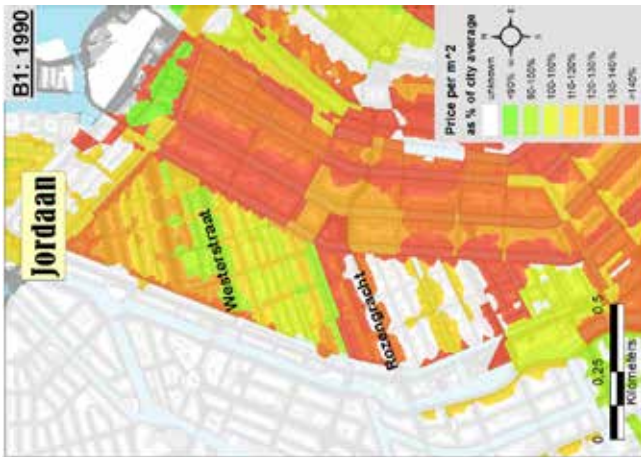 B1: 1990
Jordaan
Westerstraat
Rozengracht
Price per m^2
as % of city average
unknown
<90%
90-100%
100-110%
110-120%
120-130%
130-140%
>140%
N
E
S
W
0
0,25
0,5
Kilometers